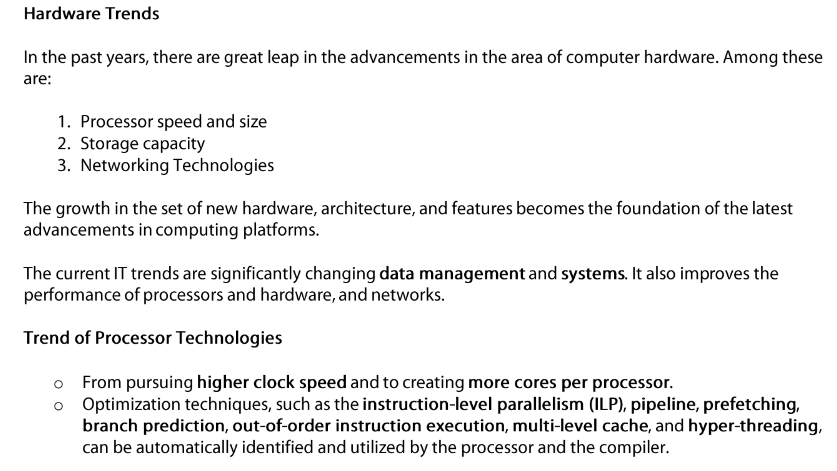 Hardware Trends
In the past years, there are great leap in the advancements in the area of computer hardware. Among these
are:
1. Processor speed and size
2. Storage capacity
3. Networking Technologies
The growth in the set of new hardware, architecture, and features becomes the foundation of the latest
advancements in computing platforms.
The current IT trends are significantly changing data management and systems. It also improves the
performance of processors and hardware, and networks.
Trend of Processor Technologies
o From pursuing higher clock speed and to creating more cores per processor.
o Optimization techniques, such as the instruction-level parallelism (ILP), pipeline, prefetching,
branch prediction, out-of-order instruction execution, multi-level cache, and hyper-threading,
can be automatically identified and utilized by the processor and the compiler.